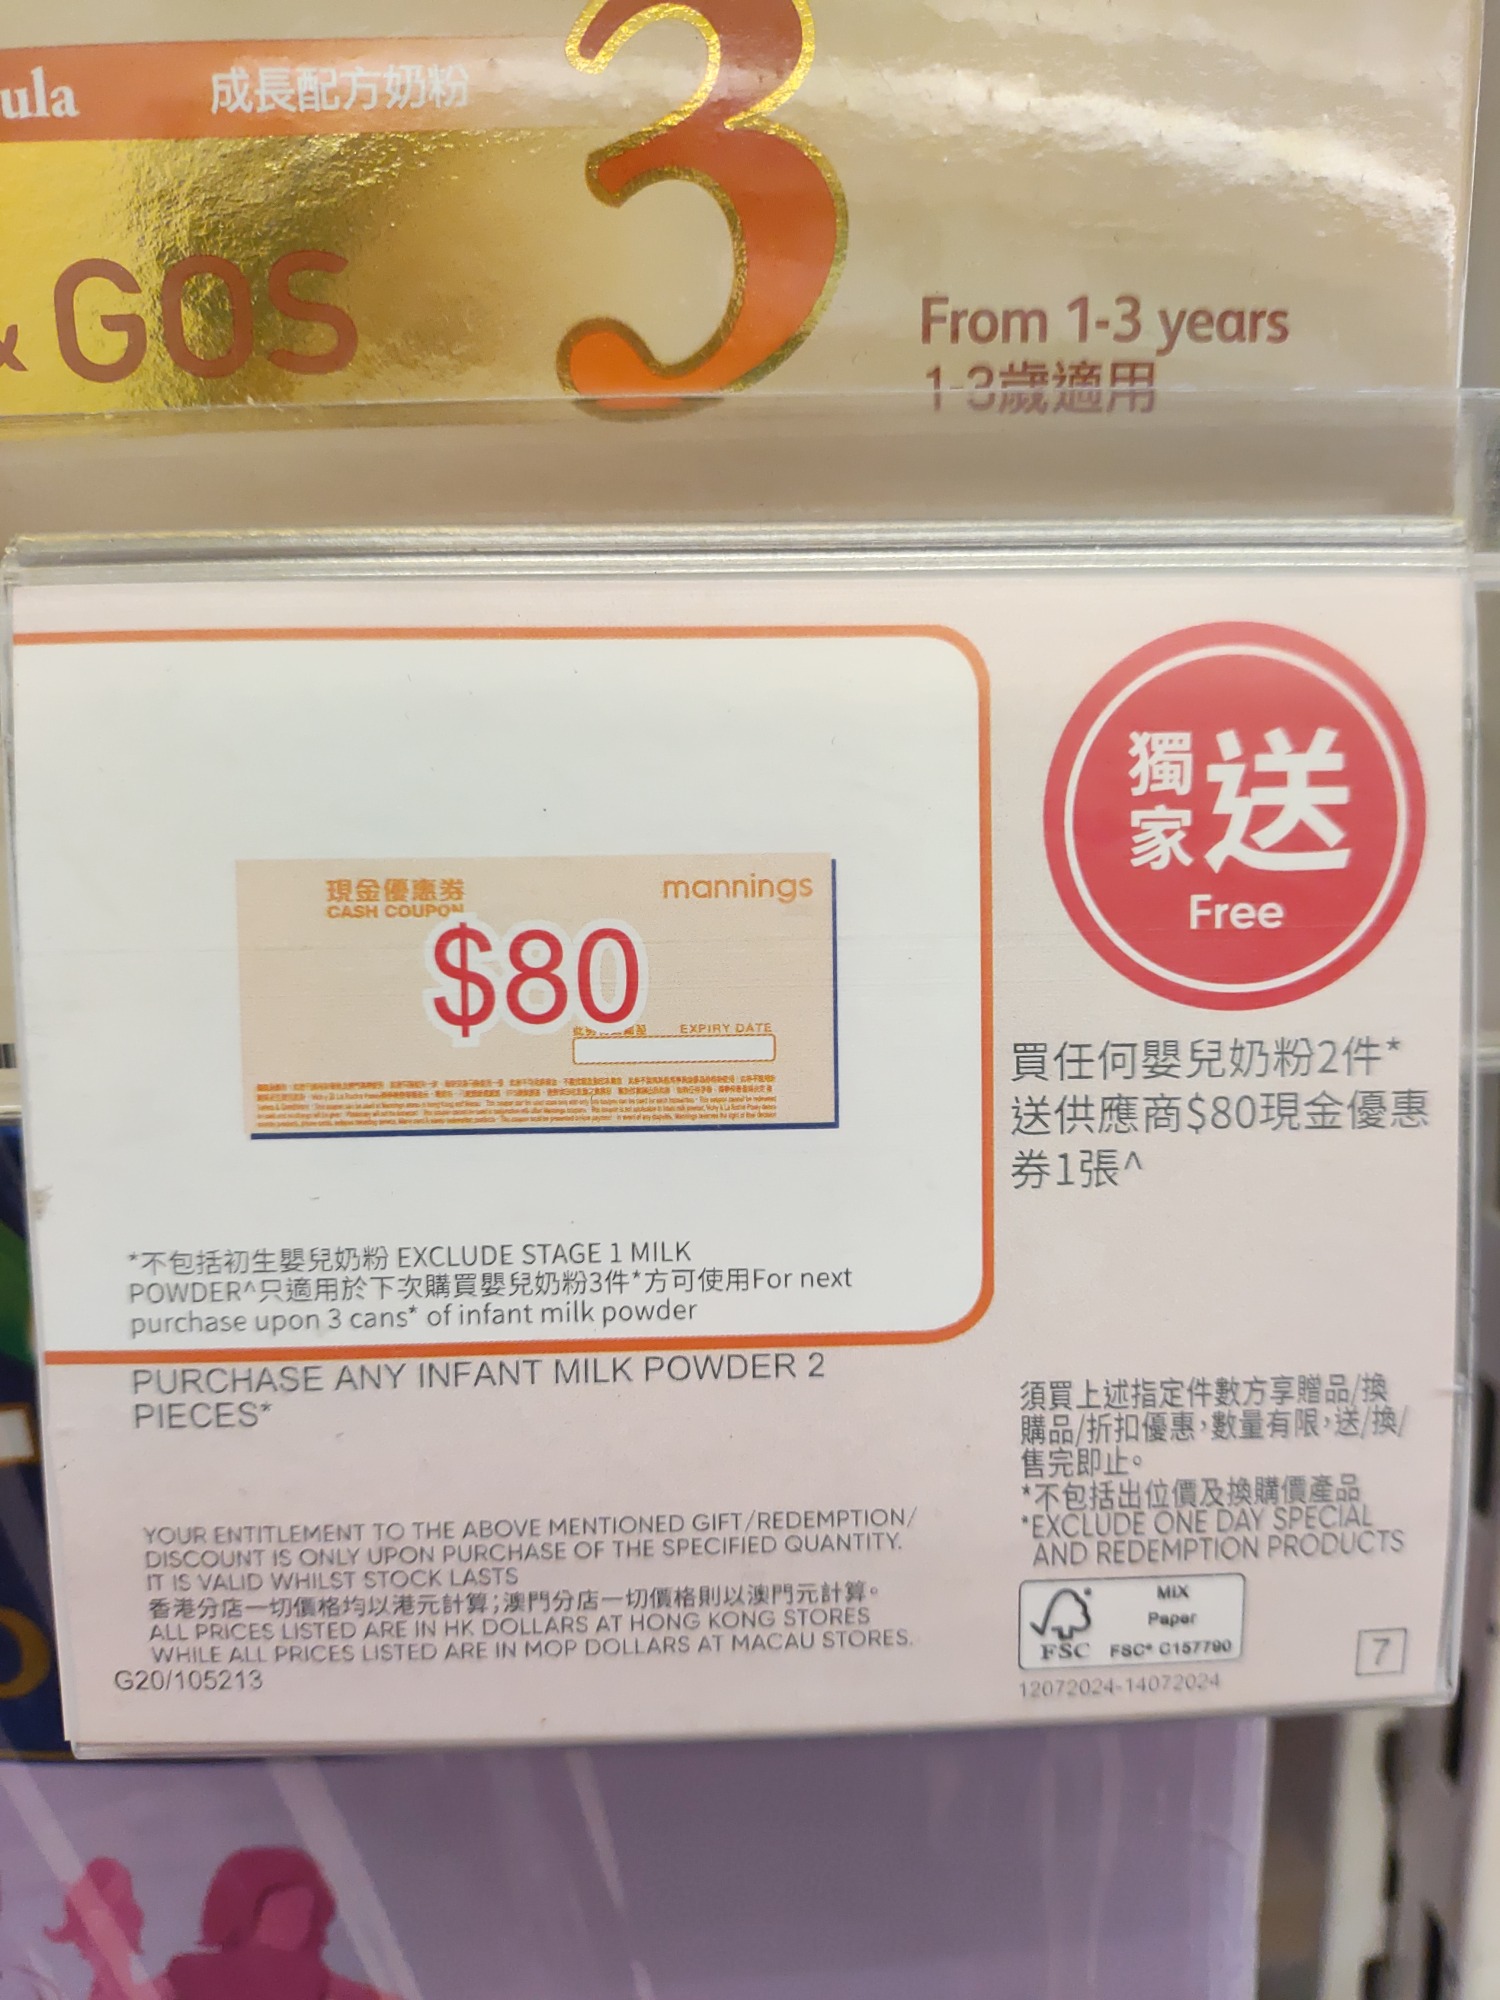 ula 成長配方奶粉
3
& GOS
From 1-3 years
1-3歲適用
獨家送
Free
現金優惠券 mannings
CASH COUPON
$80
EXPIRY DATE
買任何嬰兒奶粉2件*
送供應商$80現金優惠
券1張^
*不包括初生嬰兒奶粉 EXCLUDE STAGE 1 MILK
POWDER^只適用於下次購買嬰兒奶粉3件*方可使用For next
purchase upon 3 cans* of infant milk powder
PURCHASE ANY INFANT MILK POWDER 2
PIECES*
須買上述指定件數方享贈品/換
購品/折扣優惠，數量有限，送/換/
售完即止。
*不包括出位價及換購價產品
*EXCLUDE ONE DAY SPECIAL
AND REDEMPTION PRODUCTS
YOUR ENTITLEMENT TO THE ABOVE MENTIONED GIFT/REDEMPTION/
DISCOUNT IS ONLY UPON PURCHASE OF THE SPECIFIED QUANTITY.
IT IS VALID WHILST STOCK LASTS
香港分店一切價格均以港元計算；澳門分店一切價格則以澳門元計算。
ALL PRICES LISTED ARE IN HK DOLLARS AT HONG KONG STORES
WHILE ALL PRICES LISTED ARE IN MOP DOLLARS AT MACAU STORES.
G20/105213
MIX
Paper
FSC FSC® C157790
7
12072024-14072024